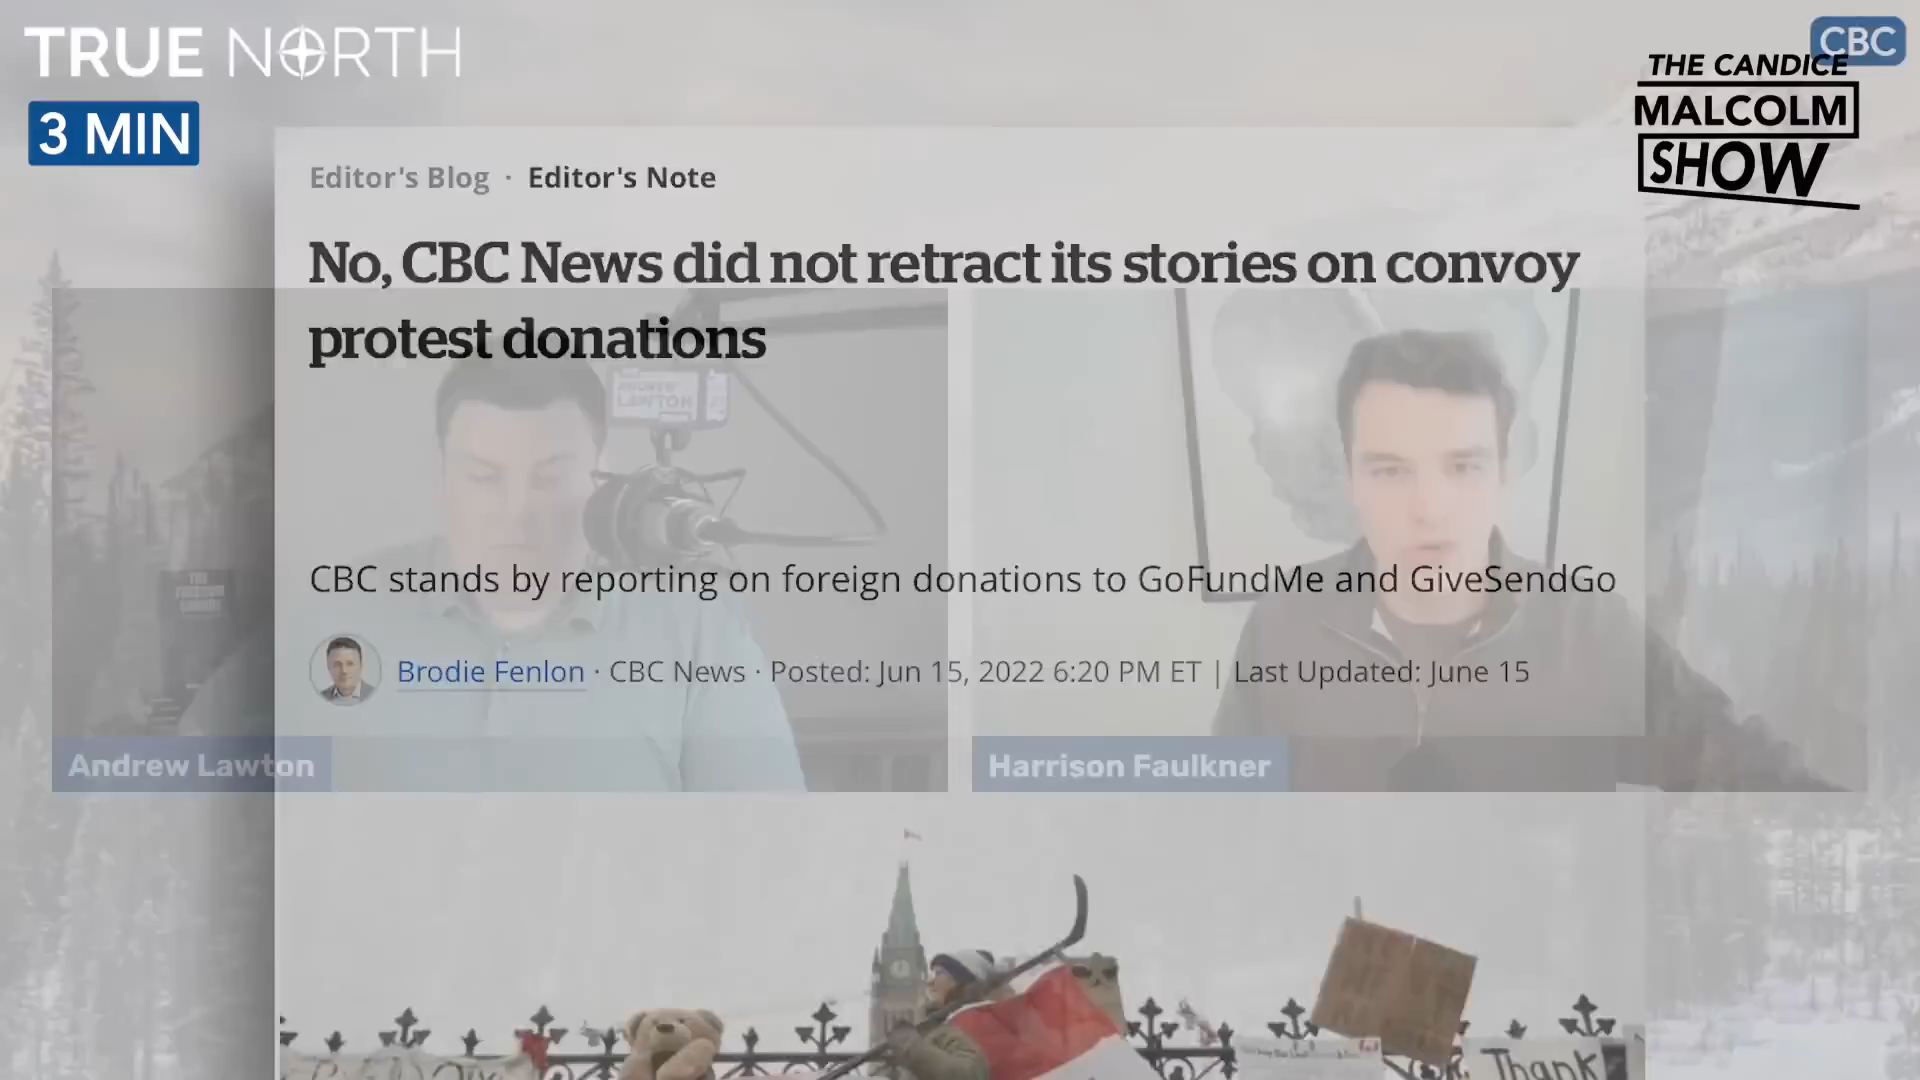 TRUE NORTH
CBC
3 MIN
THE CANDICE
MALCOLM
SHOW
Editor's Blog · Editor's Note
No, CBC News did not retract its stories on convoy
protest donations
ANDREW
LAWTON
CBC stands by reporting on foreign donations to GoFundMe and GiveSendGo
Brodie Fenlon · CBC News · Posted: Jun 15, 2022 6:20 PM ET | Last Updated: June 15
Andrew Lawton
Harrison Faulkner
Thank